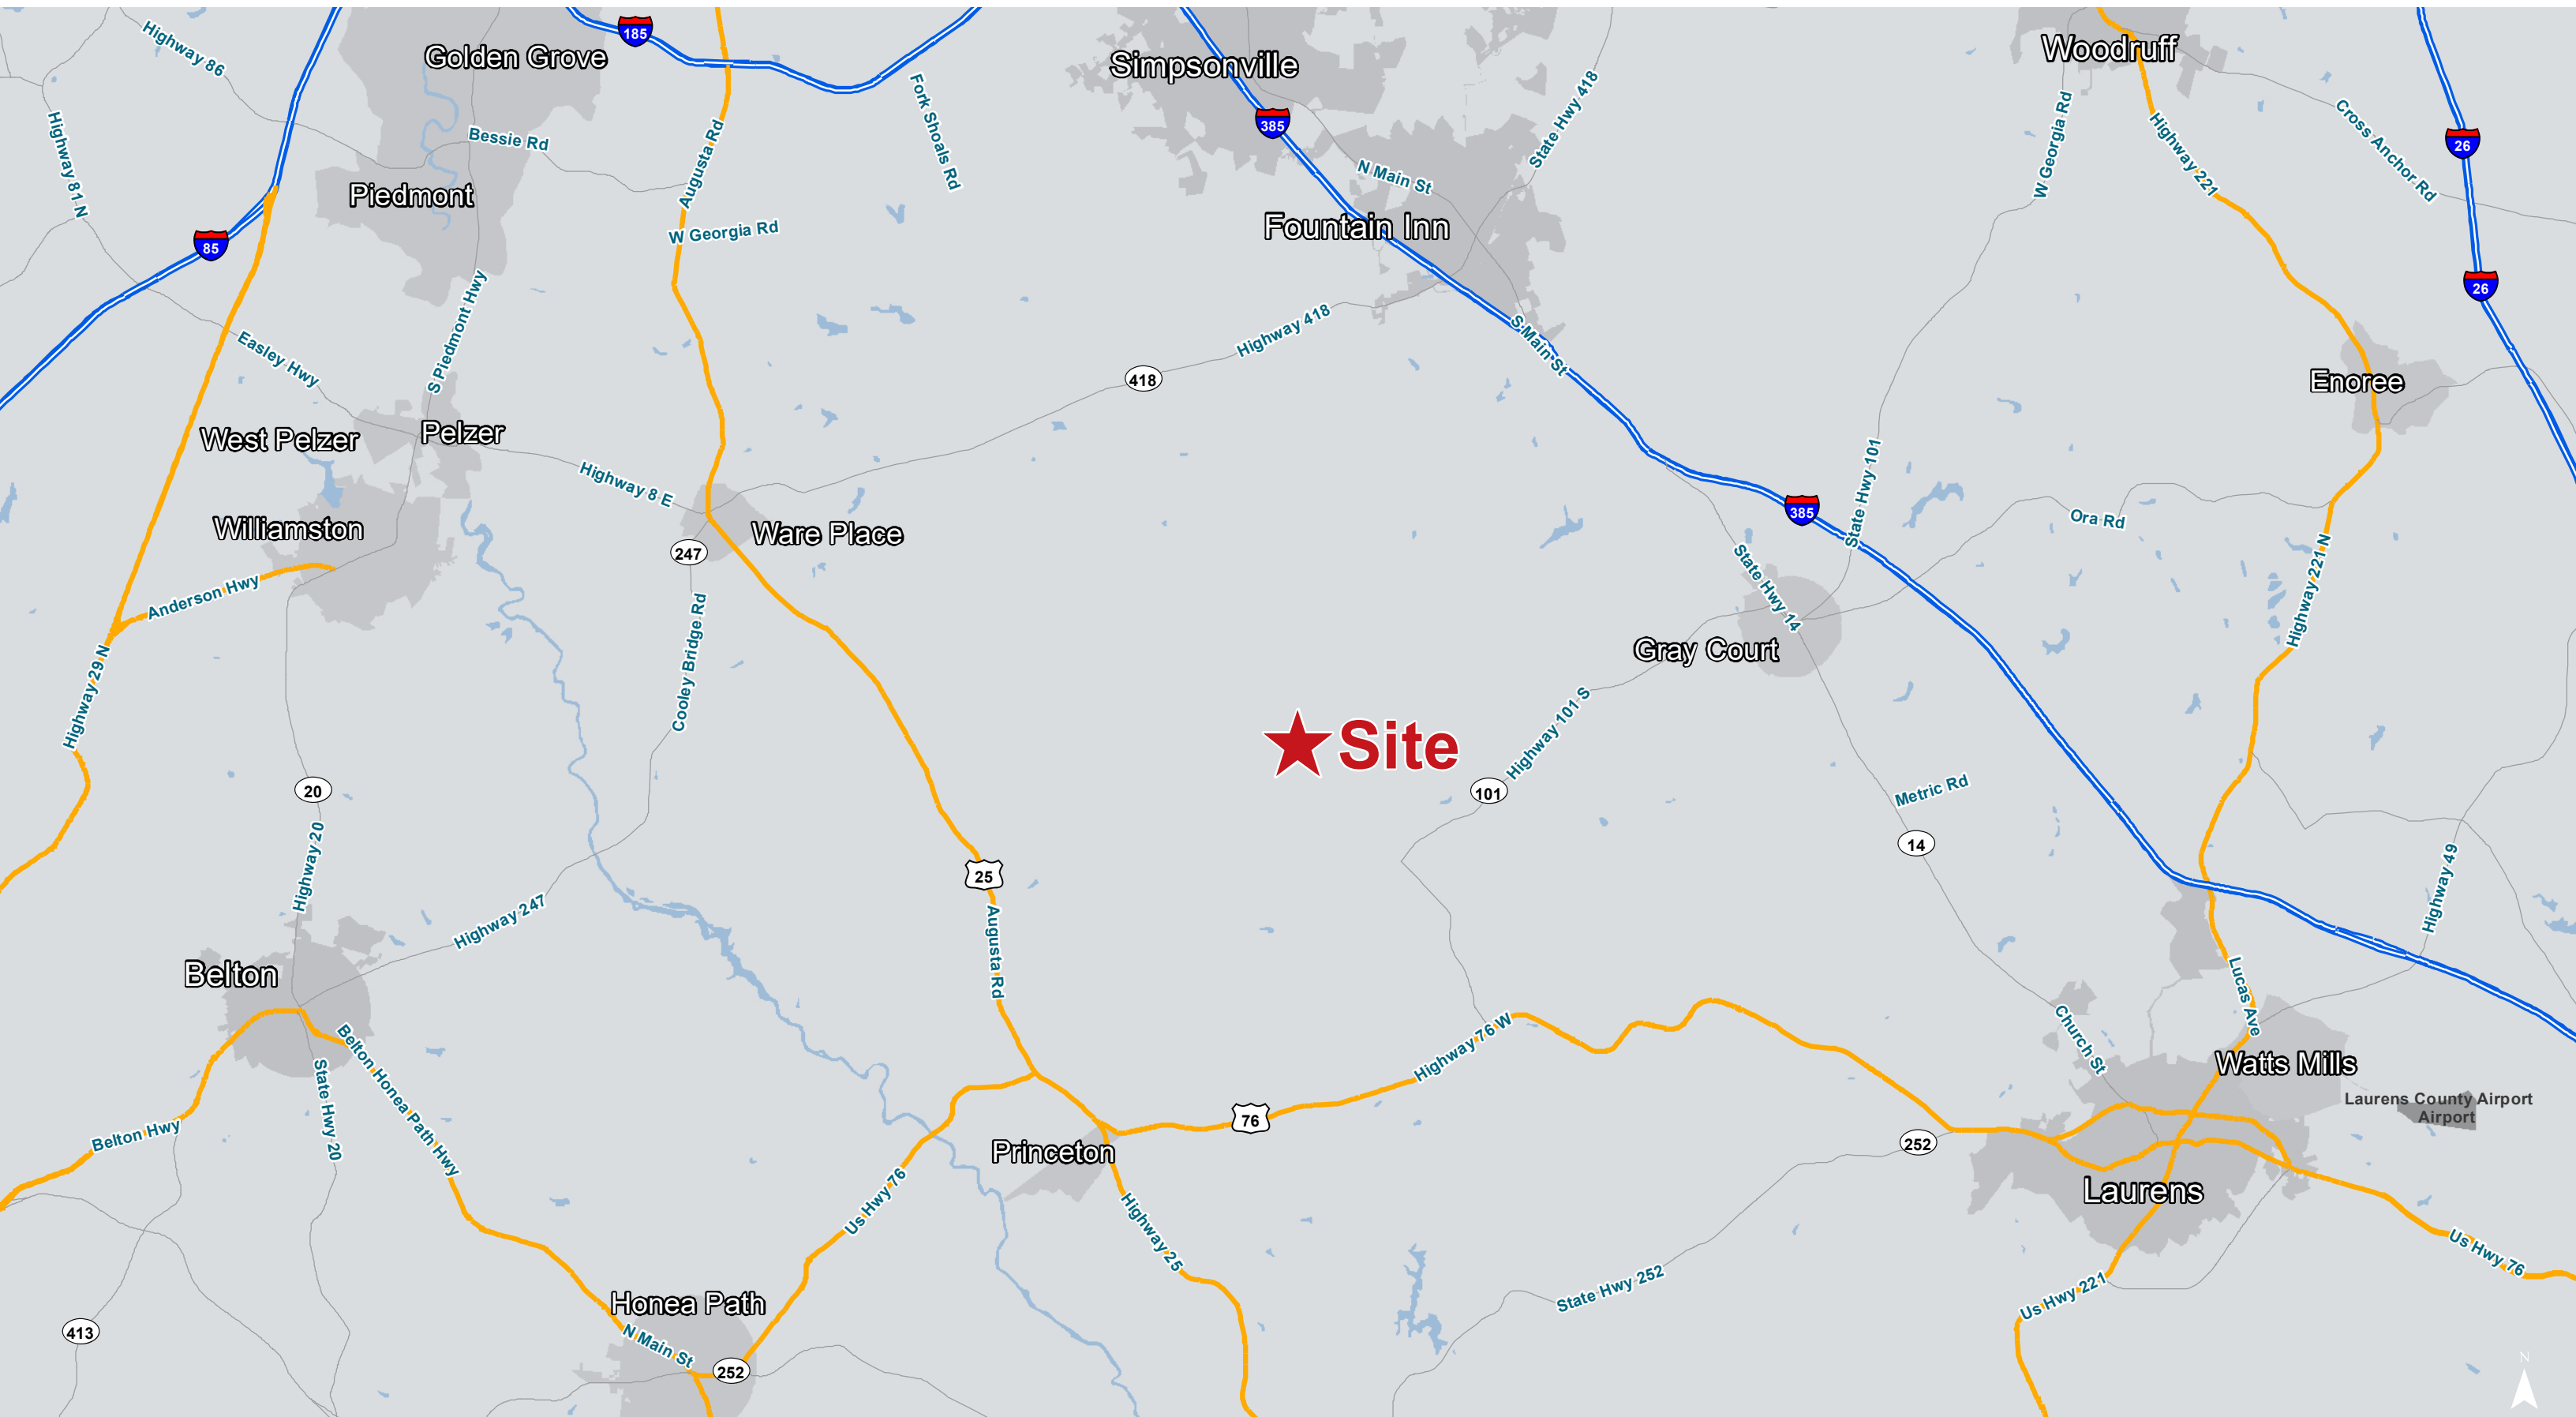 Highway 86
Golden Grove
185
Simpsonville
Woodruff
Fork Shoals Rd
State Hwy 418
385
N Main St
W Georgia Rd
Highway 221
Cross Anchor Rd
26
Highway 81 N
Bessie Rd
Augusta Rd
Piedmont
85
W Georgia Rd
Fountain Inn
26
S Piedmont Hwy
Easley Hwy
Highway 418
S Main St
418
Enoree
West Pelzer
Pelzer
Highway 8 E
State Hwy 101
385
Ora Rd
Williamston
Ware Place
247
Anderson Hwy
State Hwy 14
Highway 221 N
Highway 29 N
Cooley Bridge Rd
Gray Court
Site
Highway 101 S
101
Metric Rd
20
14
Highway 20
25
Highway 49
Highway 247
Augusta Rd
Belton
Lucas Ave
Belton Honea Path Hwy
State Hwy 20
Highway 76 W
Church St
Watts Mills
Laurens County Airport
Airport
Belton Hwy
76
Princeton
252
Laurens
Us Hwy 76
Highway 25
Us Hwy 76
State Hwy 252
Us Hwy 221
Honea Path
413
N Main St
252
N